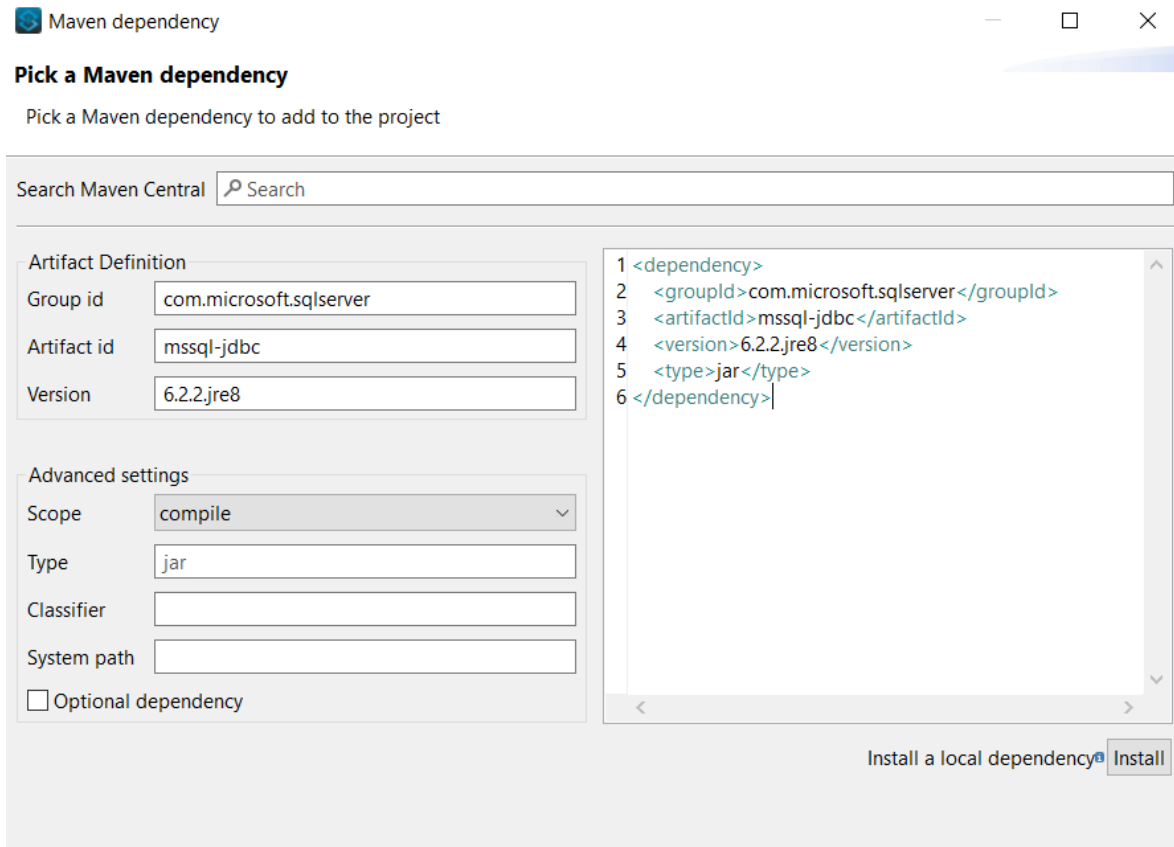 Maven dependency
Pick a Maven dependency
Pick a Maven dependency to add to the project
Search Maven Central Search
Artifact Definition
Group id com.microsoft.sqlserver
Artifact id mssql-jdbc
Version 6.2.2.jre8
Advanced settings
Scope compile
Type jar
Classifier
System path
Optional dependency
1 <dependency>
2 <groupId>com.microsoft.sqlserver</groupId>
3 <artifactId>mssql-jdbc</artifactId>
4 <version>6.2.2.jre8</version>
5 <type>jar</type>
6 </dependency>
Install a local dependency Install